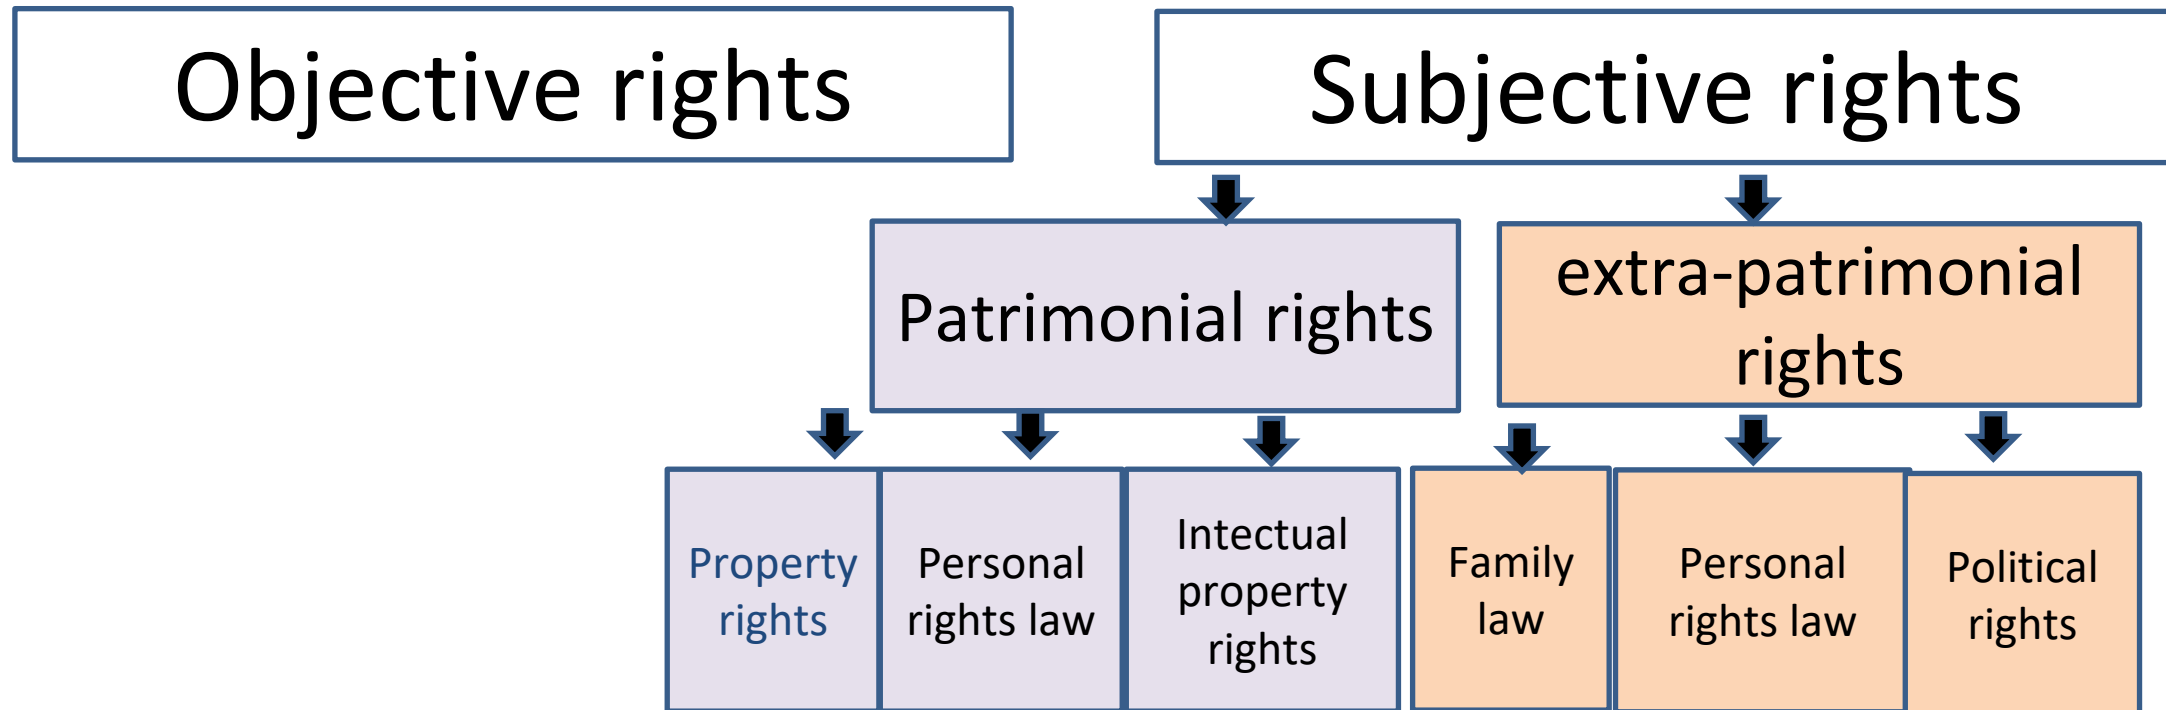 Objective rights
Subjective rights
Patrimonial rights
extra-patrimonial
rights
Property
rights
Personal
rights law
Intectual
property
rights
Family
law
Personal
rights law
Political
rights